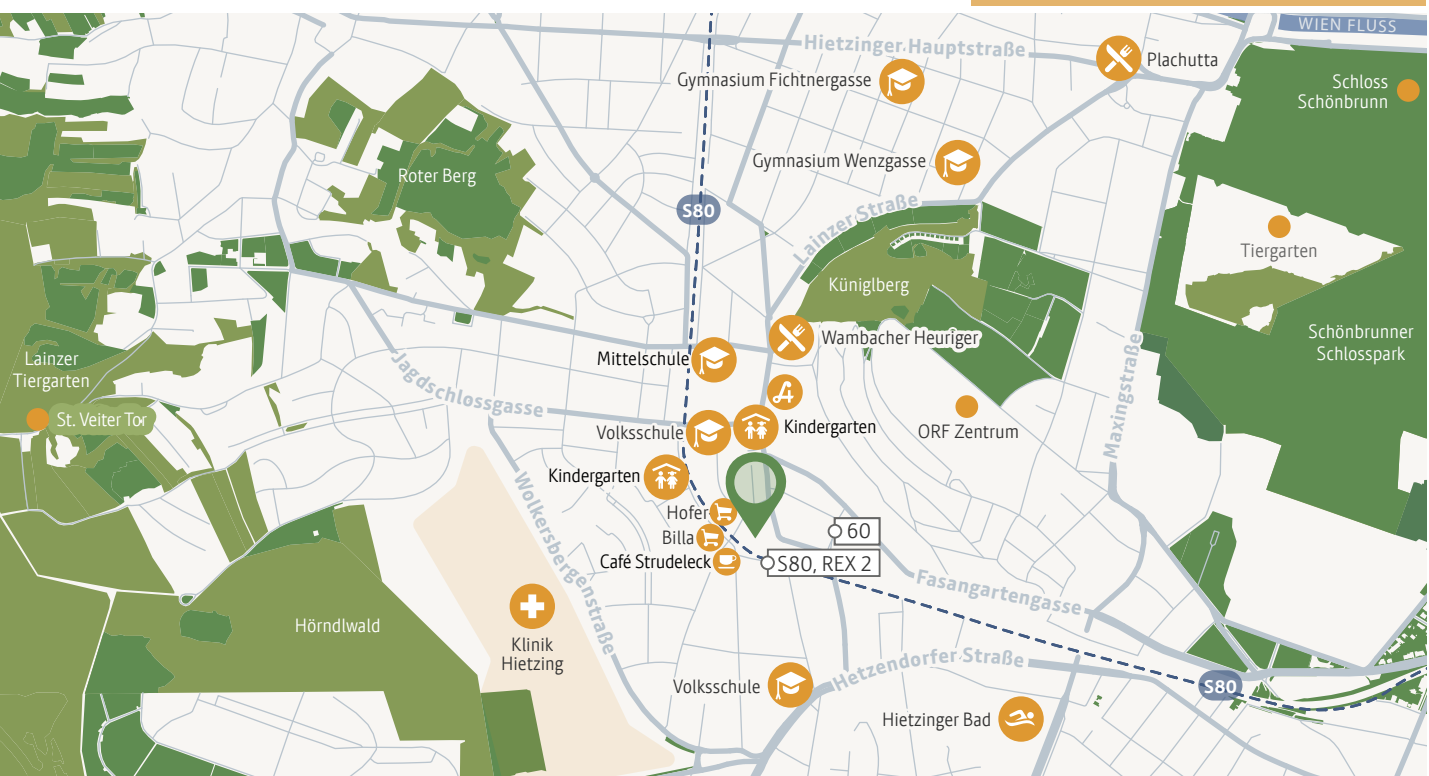 WIEN FLUSS
Hietzinger Hauptstraße
Plachutta
Gymnasium Fichtnergasse
Schloss
Schönbrunn
Gymnasium Wenzgasse
Roter Berg
S80
Lainzer Straße
Tiergarten
Küniglberg
Wambacher Heuriger
Schönbrunner
Schlosspark
Mittelschule
Lainzer
Tiergarten
Jagdschlossgasse
Maxingstraße
St. Veiter Tor
Volksschule
Kindergarten
ORF Zentrum
Kindergarten
Wolkersbergenstraße
Hofer
Billa
60
Café Strudeleck
S80, REX 2
Fasangartengasse
Hörndlwald
Klinik
Hietzing
Hetzendorfer Straße
Volksschule
S80
Hietzinger Bad